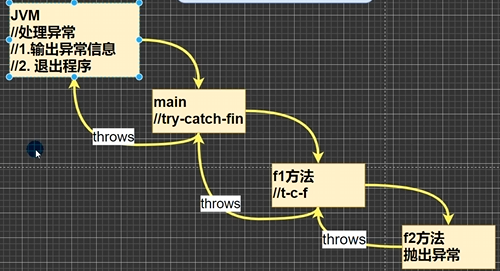 JVM
//处理异常
//1.输出异常信息
//2. 退出程序
main
//try-catch-fin
throws
f1方法
//t-c-f
throws
f2方法
抛出异常
throws